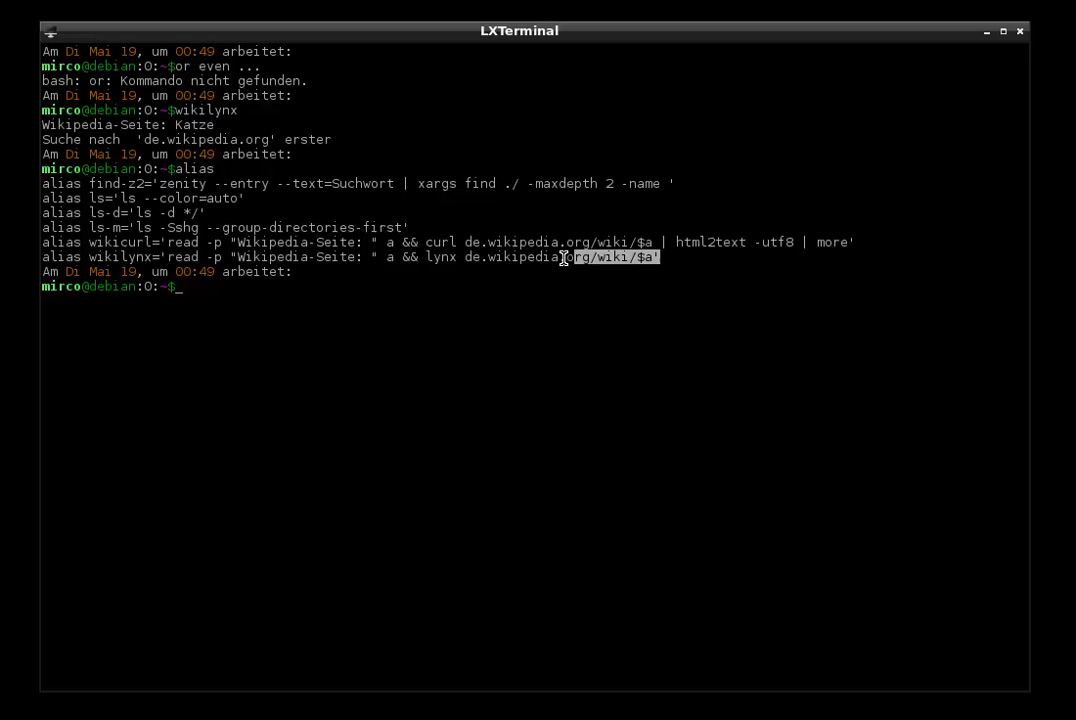 LXTerminal
Am Di Mai 19, um 00:49 arbeitet:
mirco@debian:0:~$or even ...
bash: or: Kommando nicht gefunden.
Am Di Mai 19, um 00:49 arbeitet:
mirco@debian:0:~$wikilynx
Wikipedia-Seite: Katze
Suche nach  'de.wikipedia.org' erster
Am Di Mai 19, um 00:49 arbeitet:
mirco@debian:0:~$alias
alias find-z2='zenity --entry --text=Suchwort | xargs find ./ -maxdepth 2 -name '
alias ls='ls --color=auto'
alias ls-d='ls -d */'
alias ls-m='ls -Sshg --group-directories-first'
alias wikicurl='read -p "Wikipedia-Seite: " a && curl de.wikipedia.org/wiki/$a | html2text -utf8 | more'
alias wikilynx='read -p "Wikipedia-Seite: " a && lynx de.wikipedia.org/wiki/$a'
Am Di Mai 19, um 00:49 arbeitet:
mirco@debian:0:~$_